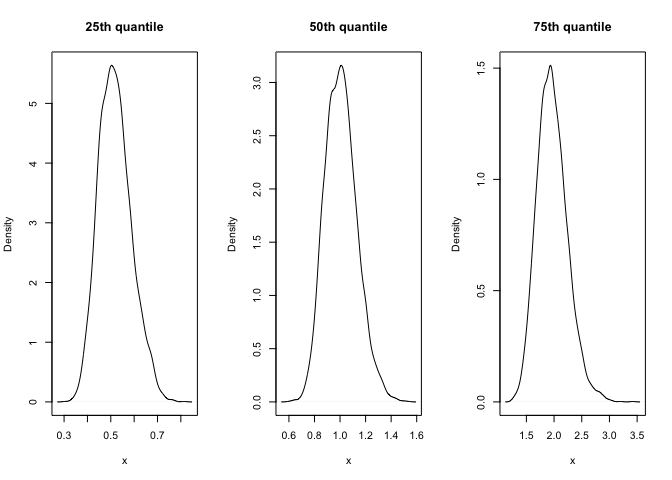 25th quantile
Density
0 1 2 3 4 5
0.3 0.5 0.7
x
50th quantile
Density
0.0 0.5 1.0 1.5 2.0 2.5 3.0
0.6 0.8 1.0 1.2 1.4 1.6
x
75th quantile
Density
0.0 0.5 1.0 1.5
1.5 2.0 2.5 3.0 3.5
x